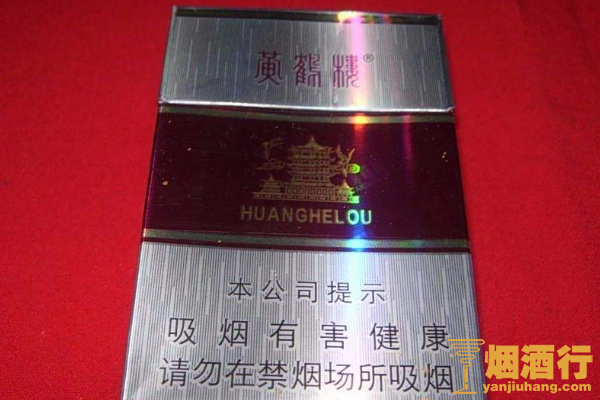 黄鹤楼®
HUANGHELOU
本公司提示
吸烟有害健康
请勿在禁烟场所吸烟
烟酒行
yanjiuhang.com